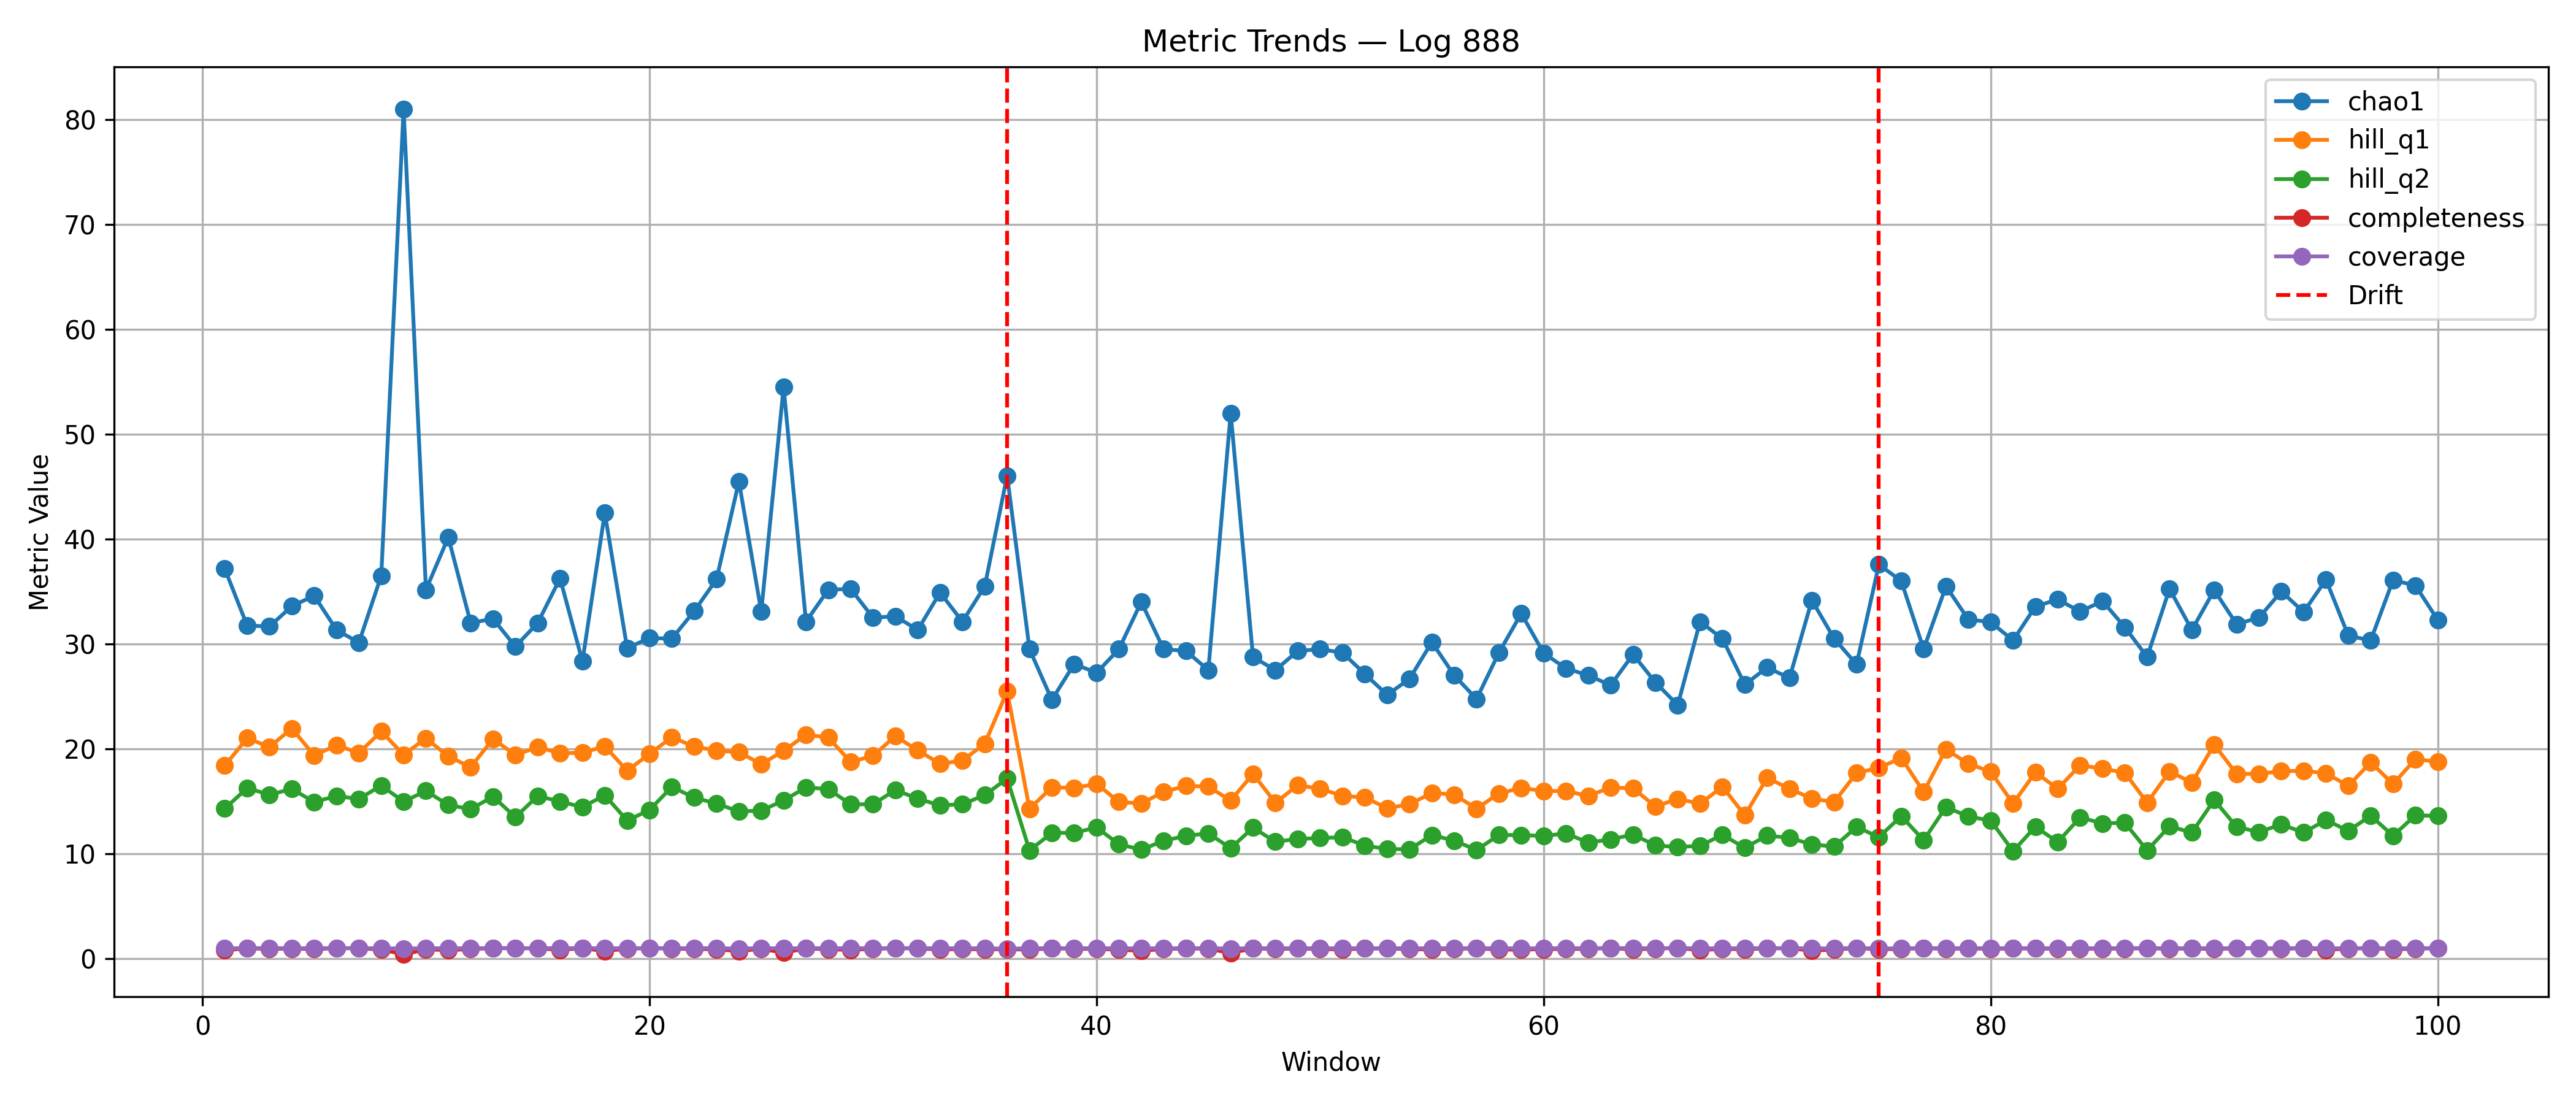 Metric Trends — Log 888
80
70
60
50
40
30
20
10
0
Metric Value
chao1
hill_q1
hill_q2
completeness
coverage
Drift
0 20 40 60 80 100
Window